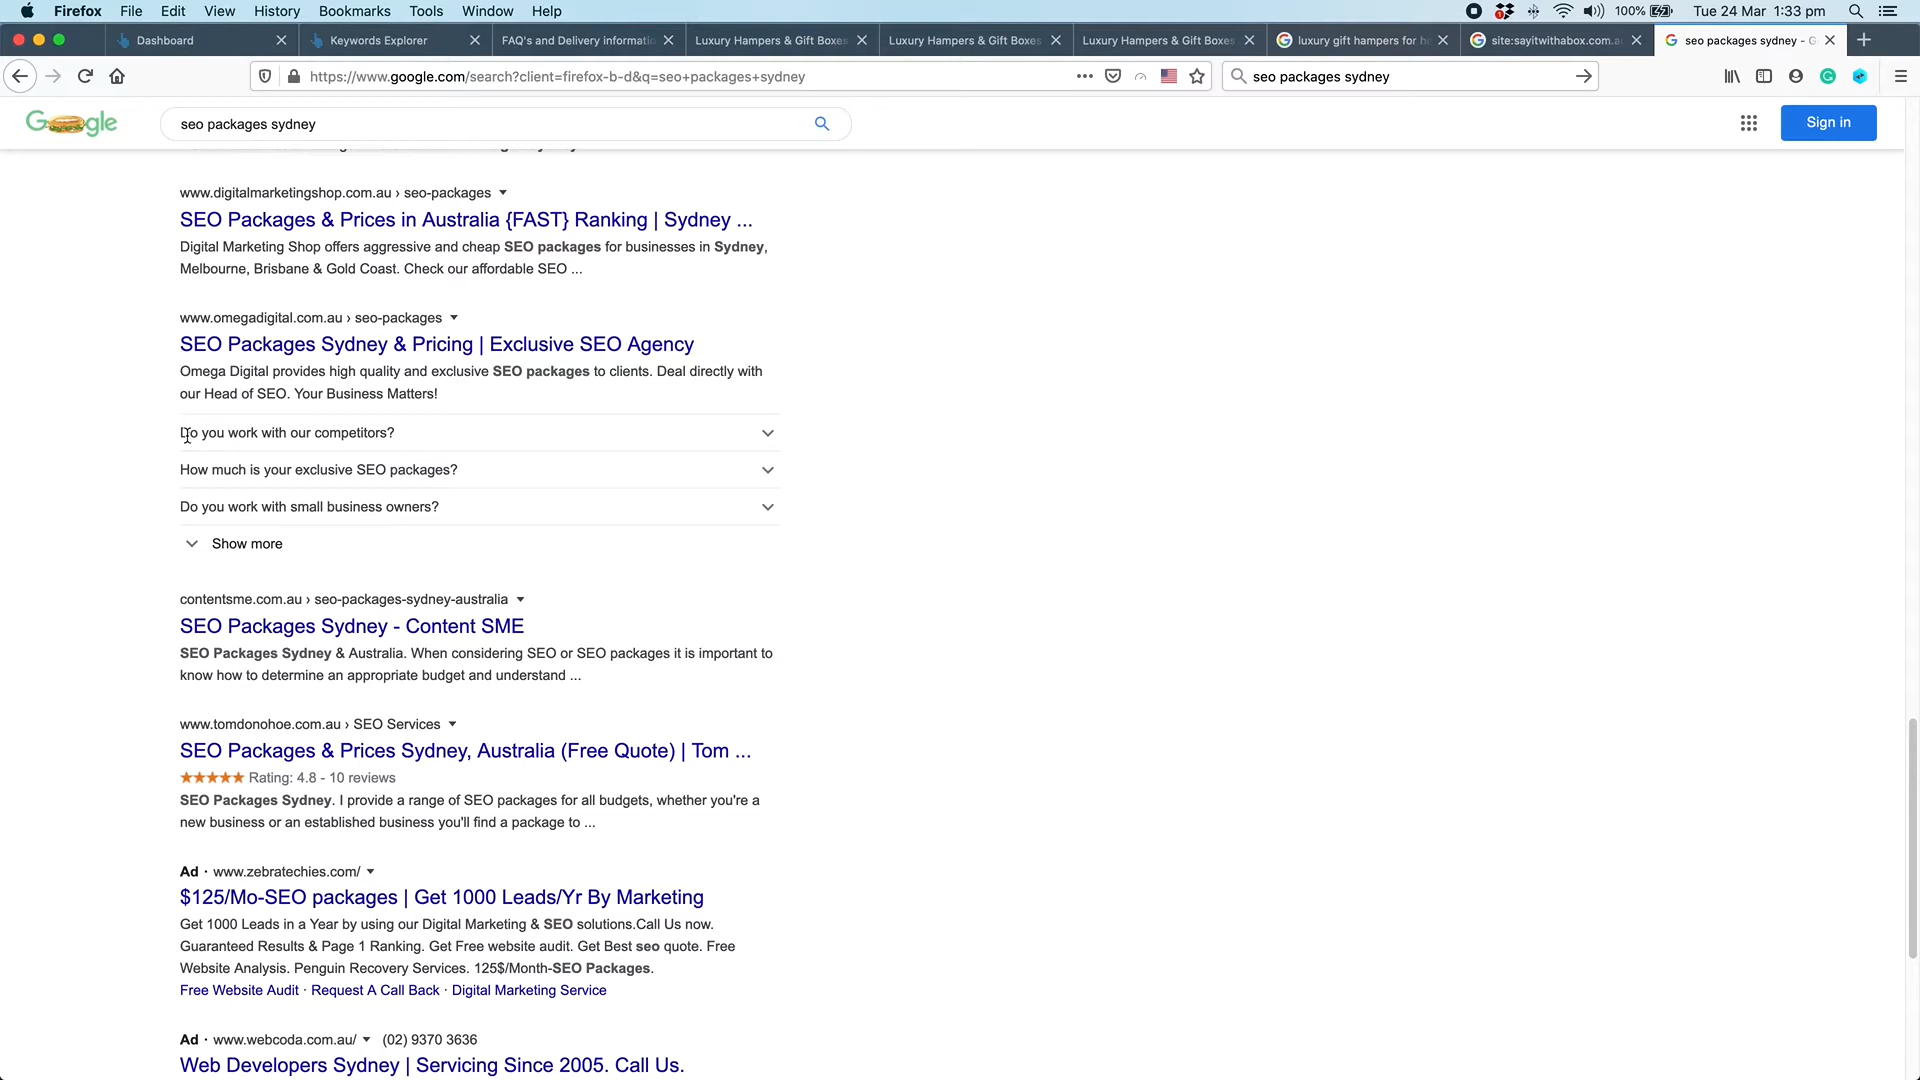 Firefox File Edit View History Bookmarks Tools Window Help 100% Tue 24 Mar 1:33 pm
Dashboard Keywords Explorer FAQ's and Delivery informatio Luxury Hampers & Gift Boxes Luxury Hampers & Gift Boxes Luxury Hampers & Gift Boxes luxury gift hampers for he site:sayitwithabox.com.a seo packages sydney - G
https://www.google.com/search?client=firefox-b-d&q=seo+packages+sydney seo packages sydney
Google seo packages sydney Sign in
www.digitalmarketingshop.com.au › seo-packages
SEO Packages & Prices in Australia {FAST} Ranking | Sydney ...
Digital Marketing Shop offers aggressive and cheap SEO packages for businesses in Sydney,
Melbourne, Brisbane & Gold Coast. Check our affordable SEO ...
www.omegadigital.com.au › seo-packages
SEO Packages Sydney & Pricing | Exclusive SEO Agency
Omega Digital provides high quality and exclusive SEO packages to clients. Deal directly with
our Head of SEO. Your Business Matters!
Do you work with our competitors?
How much is your exclusive SEO packages?
Do you work with small business owners?
Show more
contentsme.com.au › seo-packages-sydney-australia
SEO Packages Sydney - Content SME
SEO Packages Sydney & Australia. When considering SEO or SEO packages it is important to
know how to determine an appropriate budget and understand ...
www.tomdonohoe.com.au › SEO Services
SEO Packages & Prices Sydney, Australia (Free Quote) | Tom ...
Rating: 4.8 - 10 reviews
SEO Packages Sydney. I provide a range of SEO packages for all budgets, whether you're a
new business or an established business you'll find a package to ...
Ad · www.zebratechies.com/
$125/Mo-SEO packages | Get 1000 Leads/Yr By Marketing
Get 1000 Leads in a Year by using our Digital Marketing & SEO solutions.Call Us now.
Guaranteed Results & Page 1 Ranking. Get Free website audit. Get Best seo quote. Free
Website Analysis. Penguin Recovery Services. 125$/Month-SEO Packages.
Free Website Audit · Request A Call Back · Digital Marketing Service
Ad · www.webcoda.com.au/ (02) 9370 3636
Web Developers Sydney | Servicing Since 2005. Call Us.